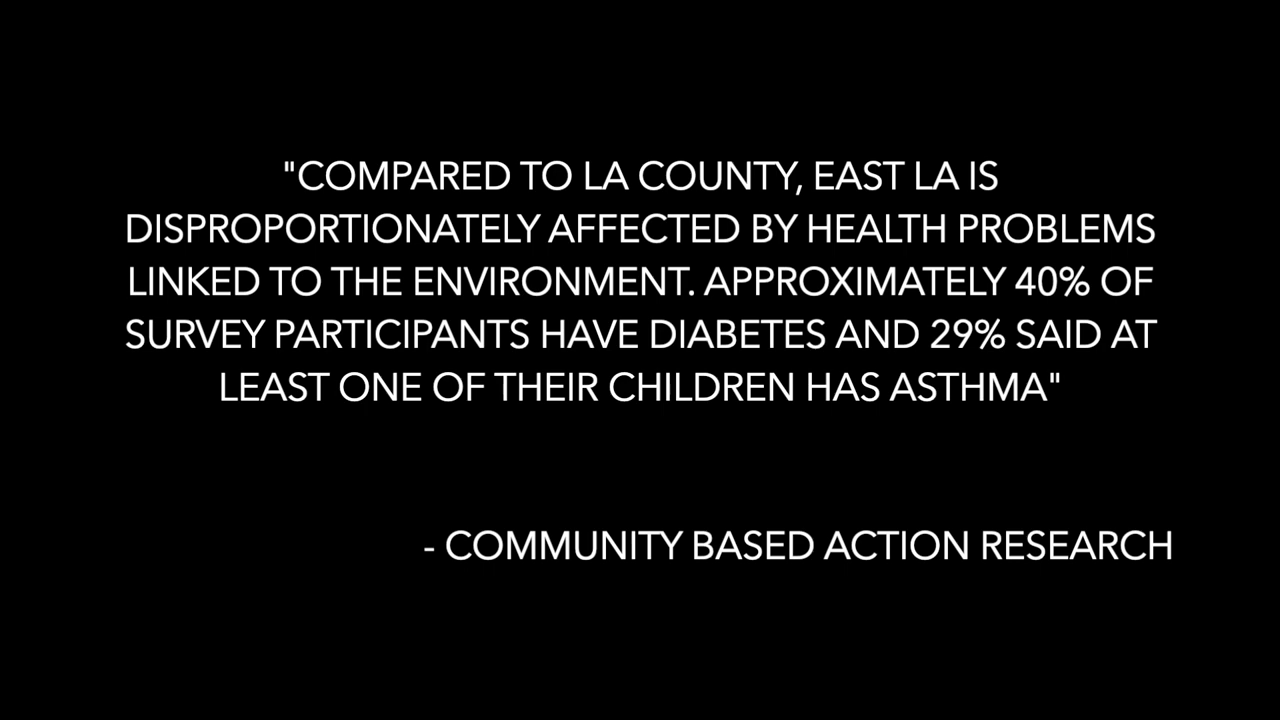 "COMPARED TO LA COUNTY, EAST LA IS
DISPROPORTIONATELY AFFECTED BY HEALTH PROBLEMS
LINKED TO THE ENVIRONMENT. APPROXIMATELY 40% OF
SURVEY PARTICIPANTS HAVE DIABETES AND 29% SAID AT
LEAST ONE OF THEIR CHILDREN HAS ASTHMA"
- COMMUNITY BASED ACTION RESEARCH